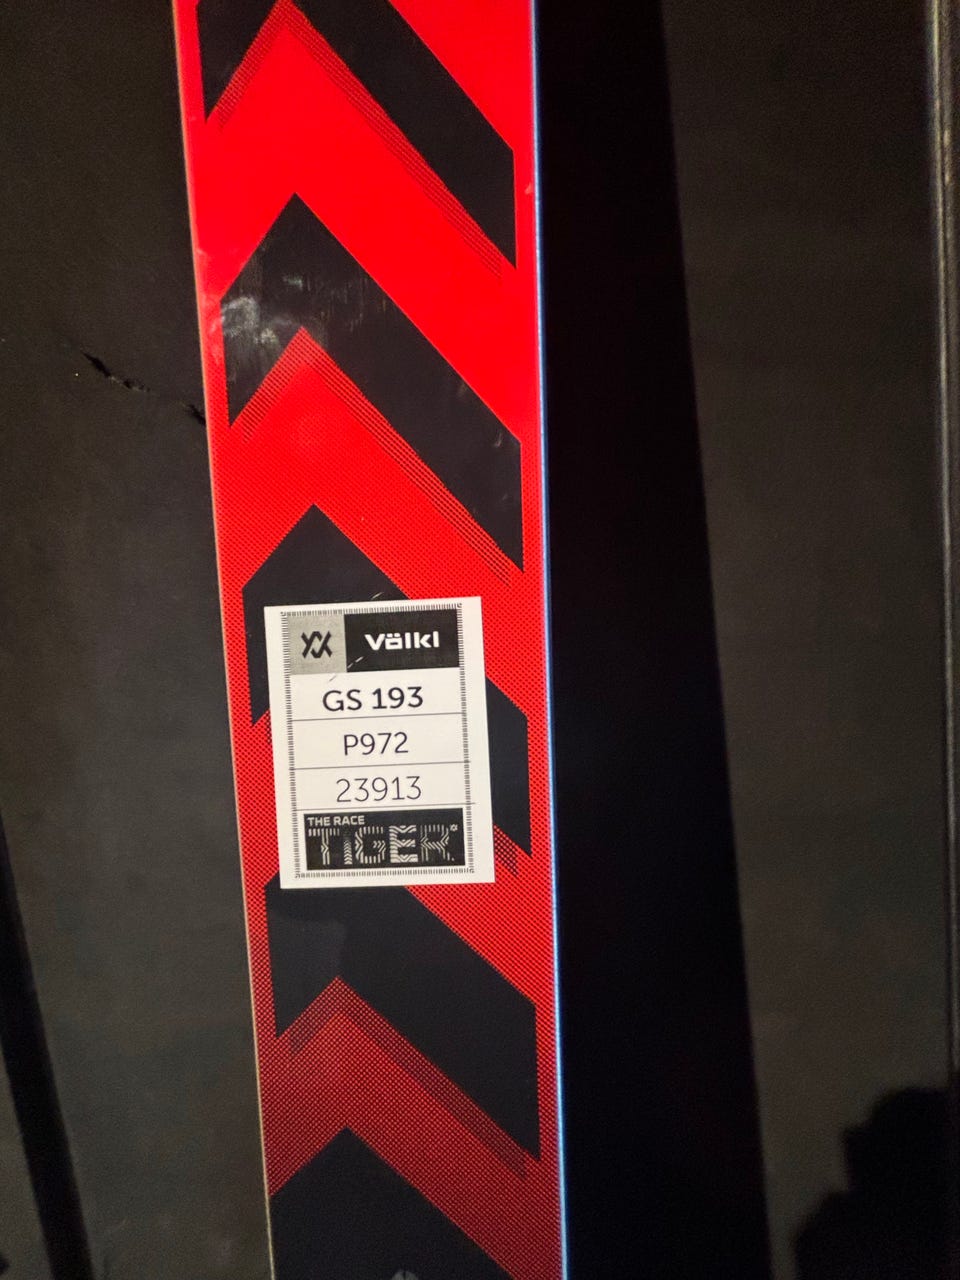 Völkl
GS 193
P972
23913
THE RACE
TIGER